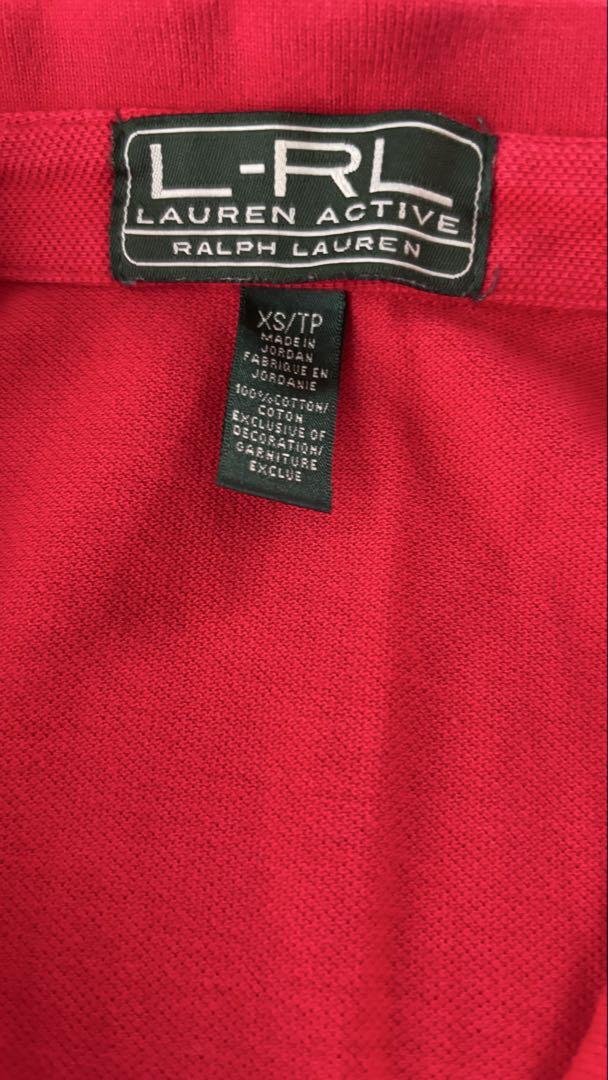 L-RL
LAUREN ACTIVE
RALPH LAUREN
XS/TP
MADE IN
JORDAN
FABRIQUE EN
JORDANIE
100% COTTON/
COTON
EXCLUSIVE OF
DECORATION/
GARNITURE
EXCLUE